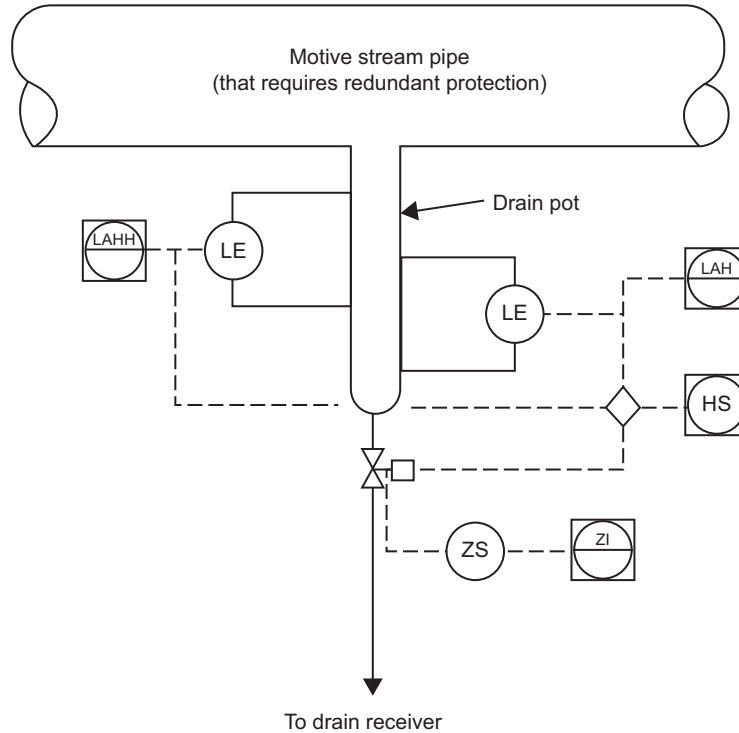 Motive stream pipe
(that requires redundant protection)
Drain pot
LAHH
LE
LAH
LE
HS
ZS
ZI
To drain receiver